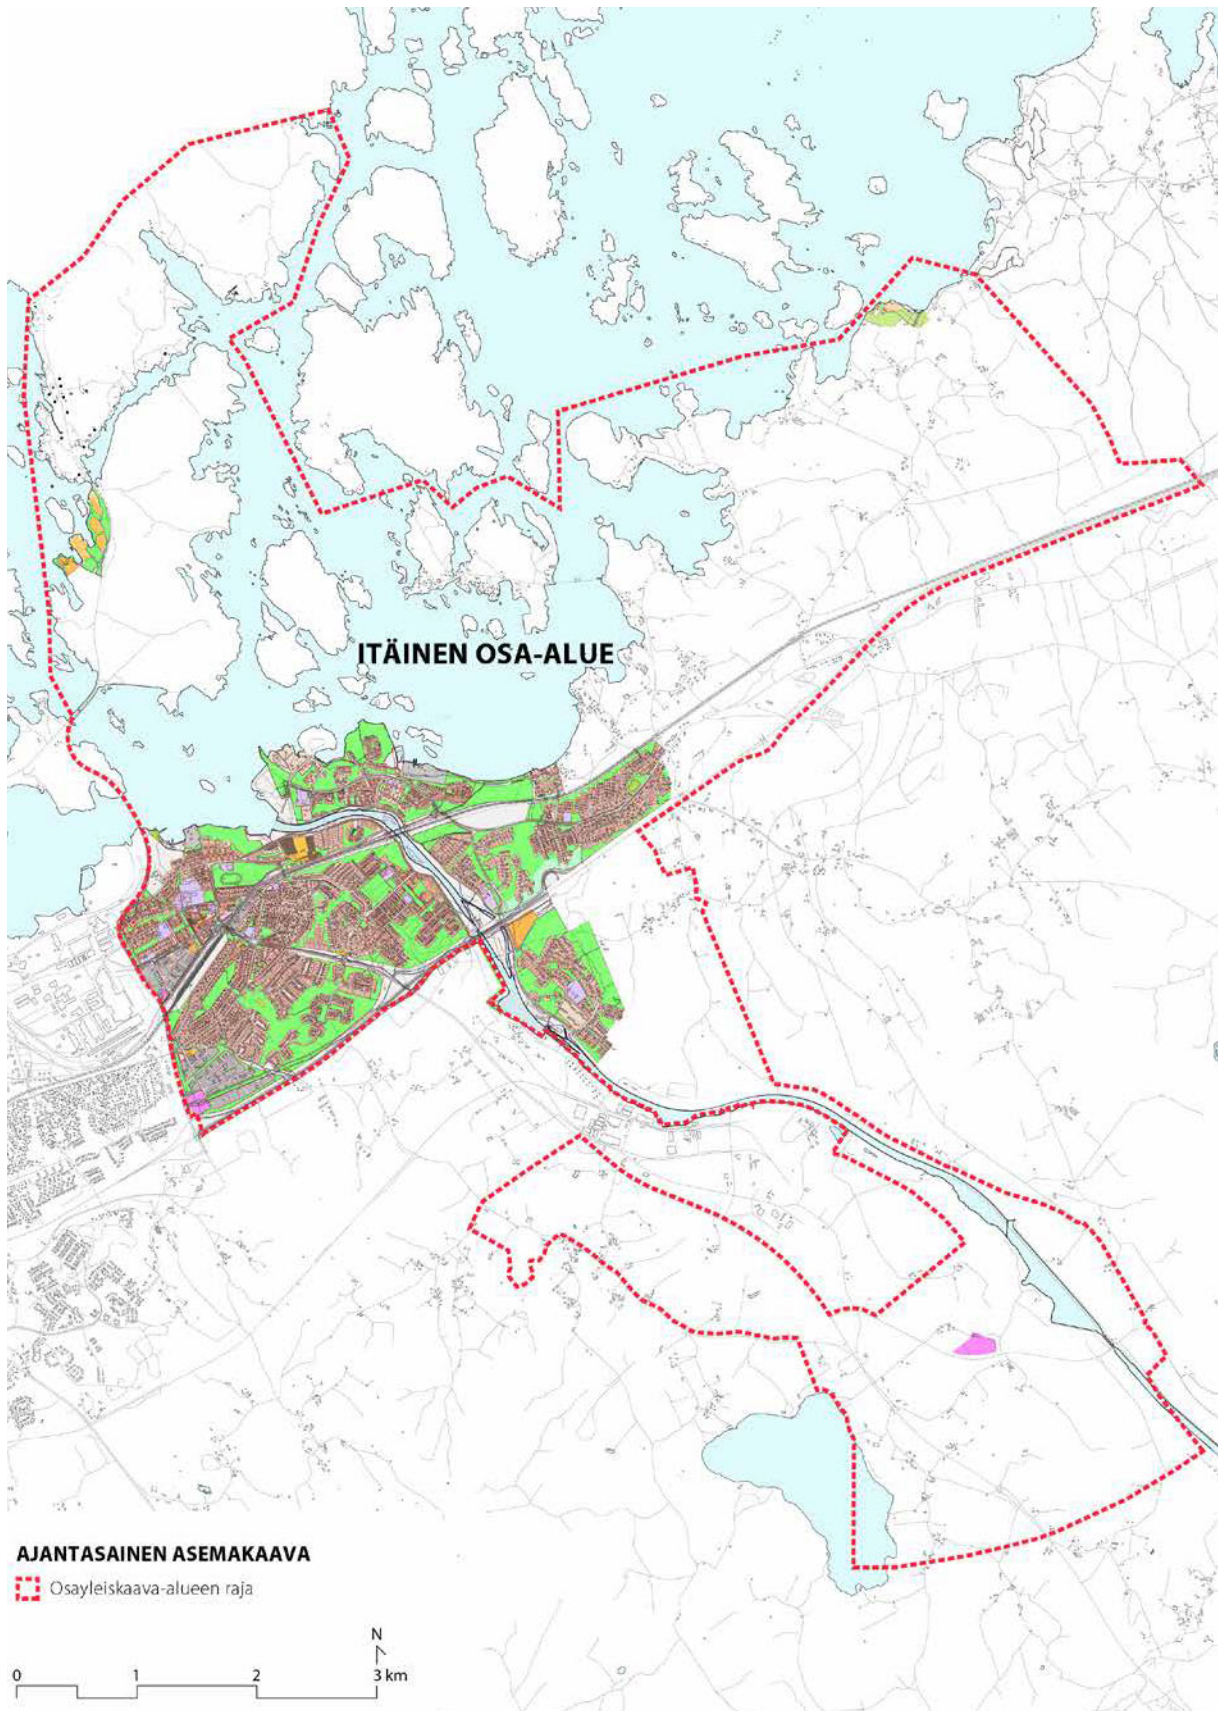 ITÄINEN OSA-ALUE
AJANTASAINEN ASEMAKAAVA
Osayleiskaava-alueen raja
N
0 1 2 3 km